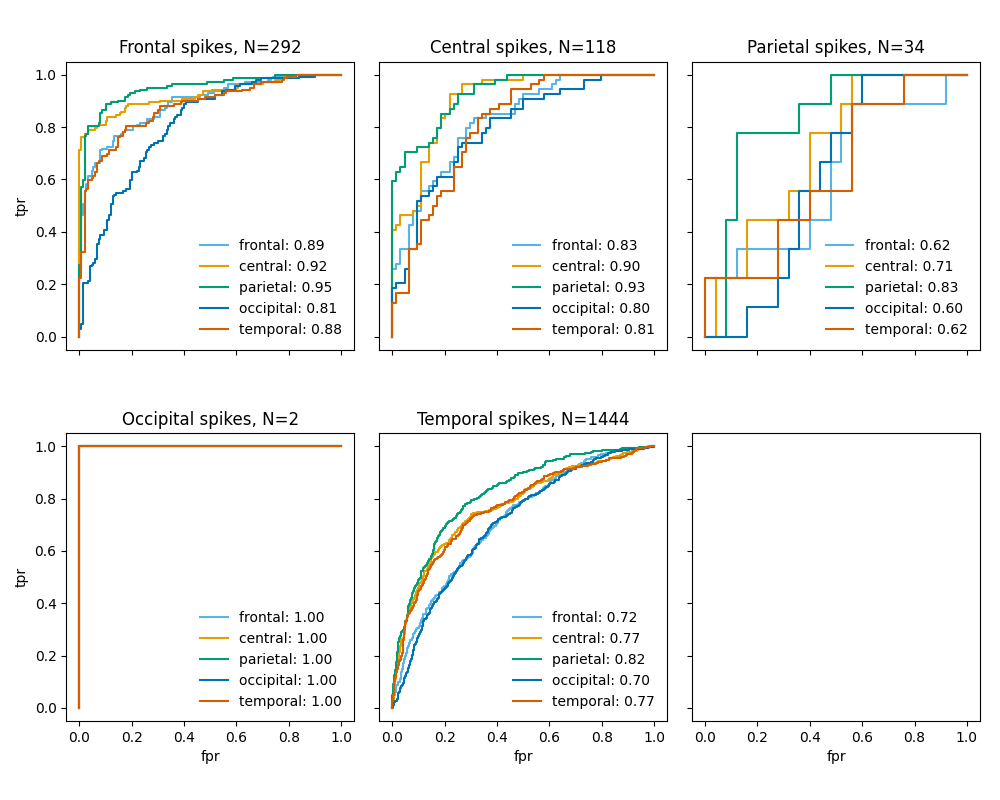 Frontal spikes, N=292
tpr
1.0
0.8
0.6
0.4
0.2
0.0
frontal: 0.89
central: 0.92
parietal: 0.95
occipital: 0.81
temporal: 0.88
Central spikes, N=118
frontal: 0.83
central: 0.90
parietal: 0.93
occipital: 0.80
temporal: 0.81
Parietal spikes, N=34
frontal: 0.62
central: 0.71
parietal: 0.83
occipital: 0.60
temporal: 0.62
Occipital spikes, N=2
tpr
1.0
0.8
0.6
0.4
0.2
0.0
frontal: 1.00
central: 1.00
parietal: 1.00
occipital: 1.00
temporal: 1.00
0.0 0.2 0.4 0.6 0.8 1.0
fpr
Temporal spikes, N=1444
frontal: 0.72
central: 0.77
parietal: 0.82
occipital: 0.70
temporal: 0.77
0.0 0.2 0.4 0.6 0.8 1.0
fpr
0.0 0.2 0.4 0.6 0.8 1.0
fpr